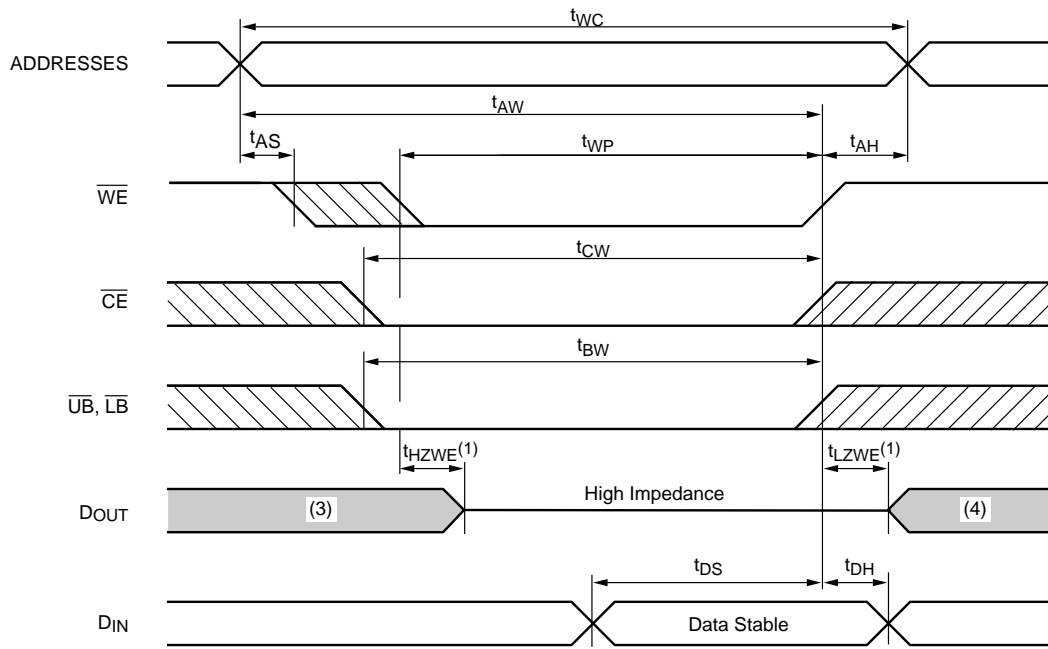 tWC
ADDRESSES
tAW
tAS
tWP
tAH
WE
tCW
CE
tBW
UB, LB
tHZWE(1)
tLZWE(1)
High Impedance
DOUT
(3)
(4)
tDS
tDH
DIN
Data Stable